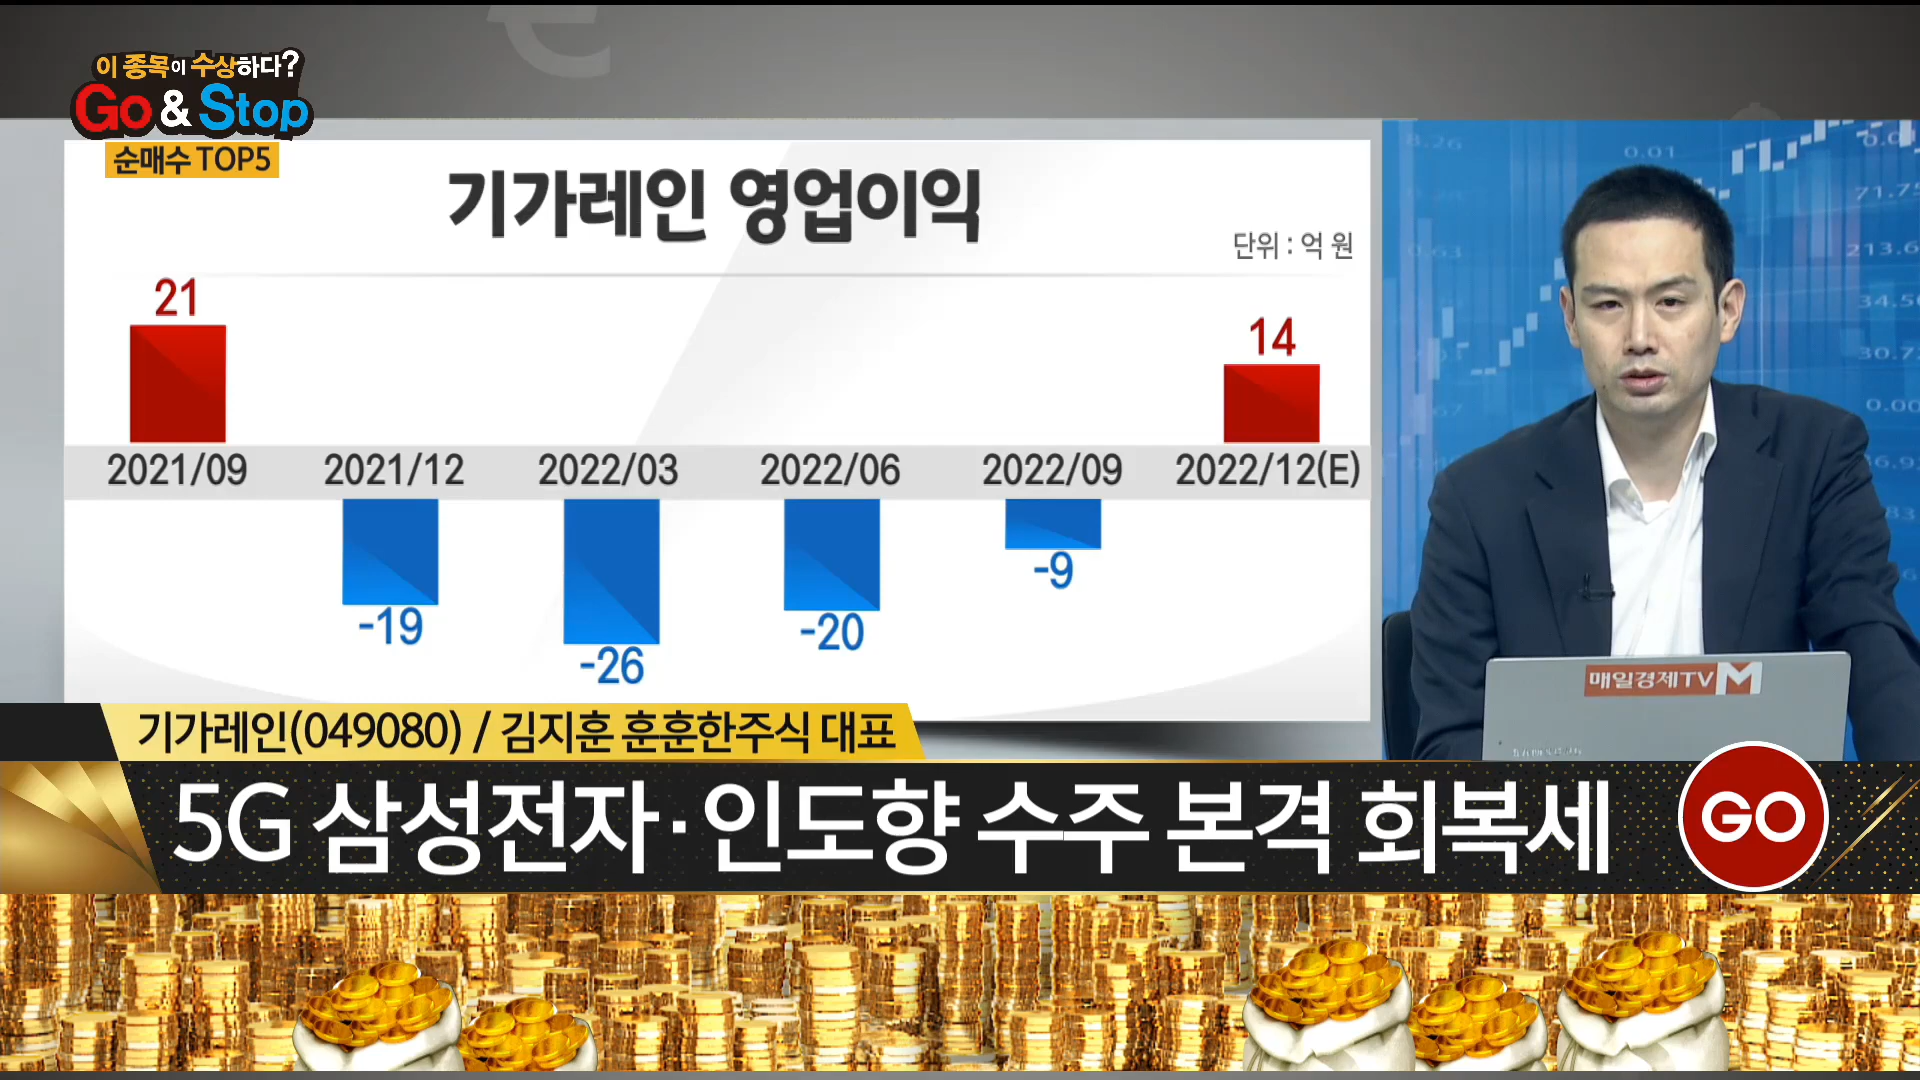 이 종목이 수상하다?
Go & Stop
순매수 TOP5
기가레인 영업이익
단위 : 억 원
21
14
2021/09
2021/12
2022/03
2022/06
2022/09
2022/12(E)
-19
-26
-20
-9
0.01
매일경제TV M
기가레인(049080) / 김지훈 훈훈한주식 대표
5G 삼성전자·인도향 수주 본격 회복세
GO